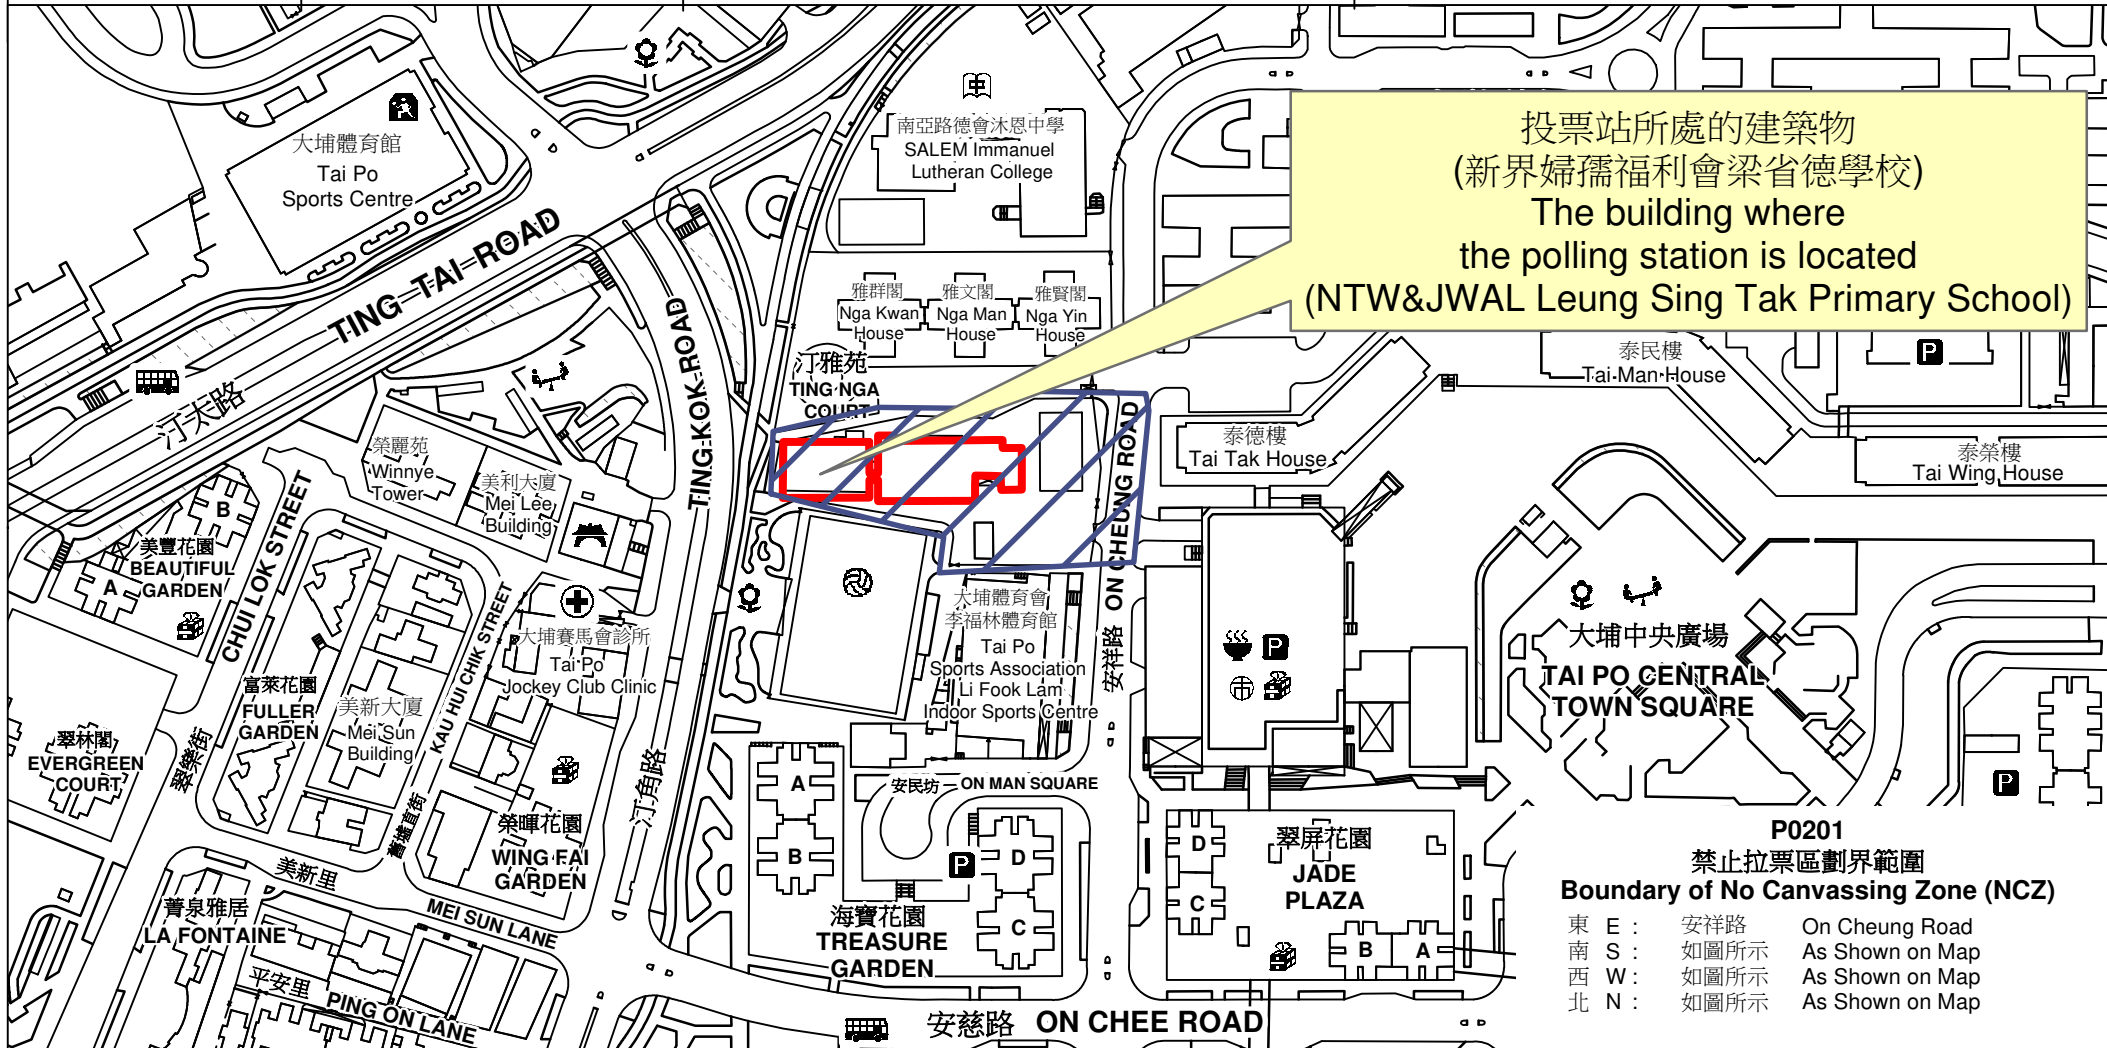 投票站所處的建築物
(新界婦孺福利會梁省德學校)
The building where
the polling station is located
(NTW&JWAL Leung Sing Tak Primary School)
大埔體育館
Tai Po
Sports Centre
南亞路德會沐恩中學
SALEM Immanuel
Lutheran College
TING TAI ROAD
汀太路
TING KOK ROAD
汀角路
雅群閣
Nga Kwan
House
雅文閣
Nga Man
House
雅賢閣
Nga Yin
House
汀雅苑
TING NGA
COURT
泰民樓
Tai Man House
泰德樓
Tai Tak House
泰榮樓
Tai Wing House
榮麗苑
Winnye
Tower
美利大廈
Mei Lee
Building
B
美豐花園
BEAUTIFUL
GARDEN
A
CHUI LOK STREET
翠樂街
富萊花園
FULLER
GARDEN
美新大廈
Mei Sun
Building
KAU HUI CHIK STREET
舊墟直街
大埔賽馬會診所
Tai Po
Jockey Club Clinic
翠林閣
EVERGREEN
COURT
榮暉花園
WING FAI
GARDEN
美新里
MEI SUN LANE
菁泉雅居
LA FONTAINE
平安里
PING ON LANE
大埔體育會
李福林體育館
Tai Po
Sports Association
Li Fook Lam
Indoor Sports Centre
安祥路 ON CHEUNG ROAD
P
大埔中央廣場
TAI PO CENTRAL
TOWN SQUARE
P
P
安民坊 ON MAN SQUARE
A
B
D
C
P
海寶花園
TREASURE
GARDEN
翠屏花園
JADE
PLAZA
D
C
B
A
安慈路 ON CHEE ROAD
P0201
禁止拉票區劃界範圍
Boundary of No Canvassing Zone (NCZ)
東 E : 安祥路 On Cheung Road
南 S : 如圖所示 As Shown on Map
西 W : 如圖所示 As Shown on Map
北 N : 如圖所示 As Shown on Map